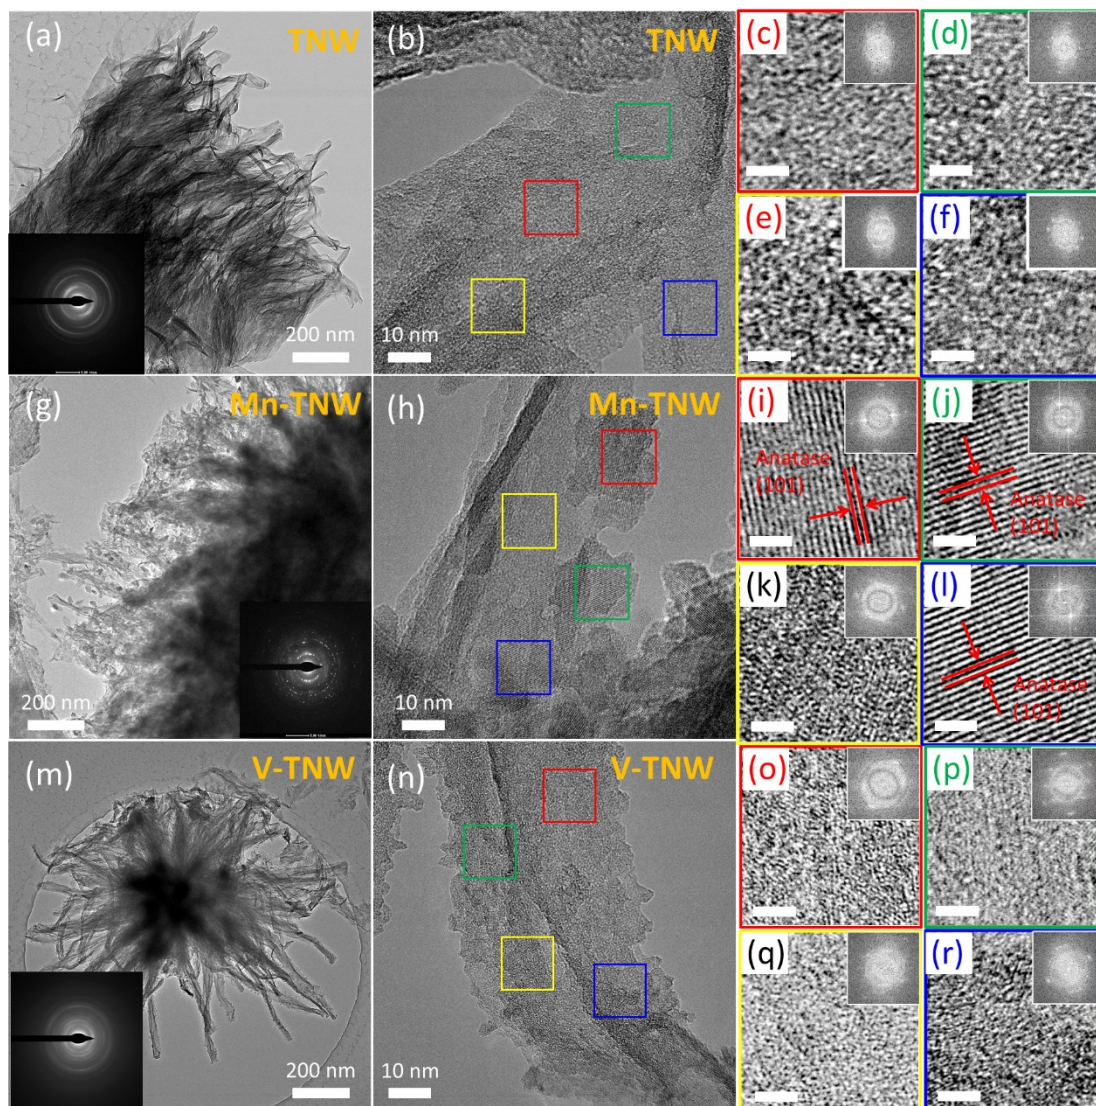 (a)
TNW
200 nm
(b)
TNW
10 nm
(c)
(d)
(e)
(f)
(g)
Mn-TNW
200 nm
(h)
Mn-TNW
10 nm
(i)
Anatase
(101)
(j)
Anatase
(101)
(k)
(l)
Anatase
(101)
(m)
V-TNW
200 nm
(n)
V-TNW
10 nm
(o)
(p)
(q)
(r)